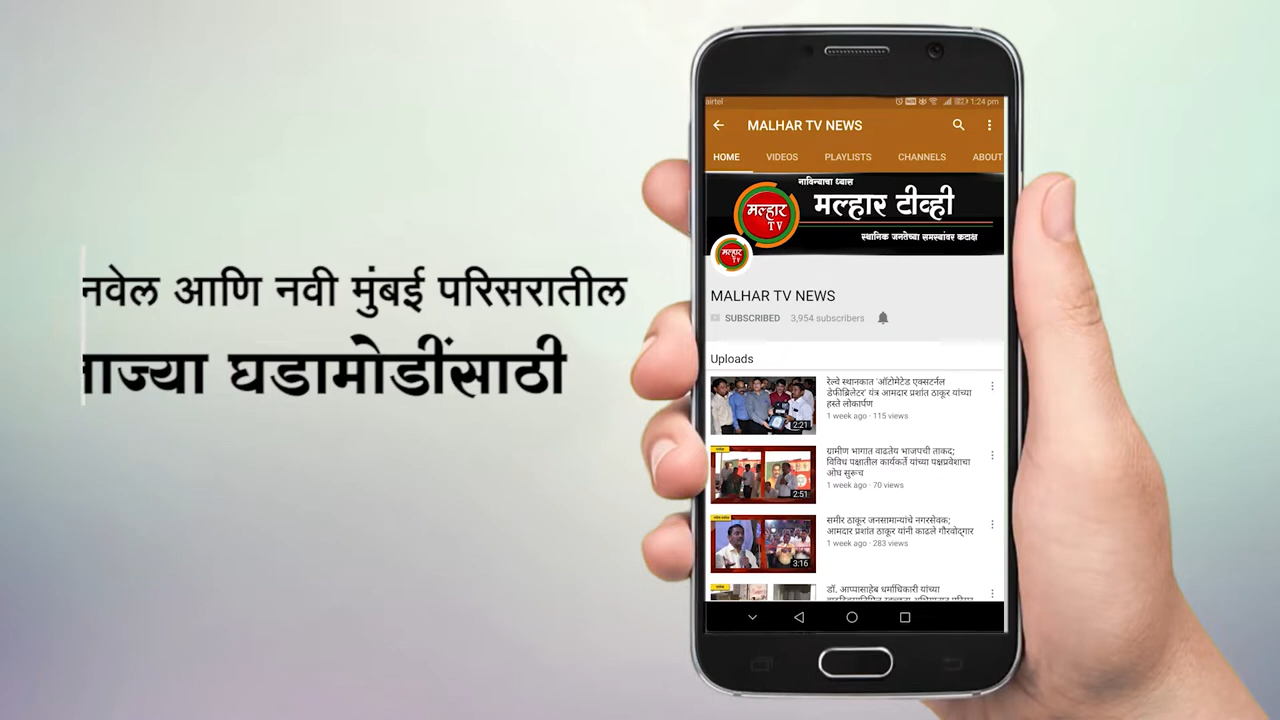 नवेल आणि नवी मुंबई परिसरातील
ाज्या घडामोडींसाठी
airtel
1:24 pm
MALHAR TV NEWS
HOME VIDEOS PLAYLISTS CHANNELS ABOUT
नाविन्याचा ध्यास
मल्हार टीव्ही
मल्हार
TV
स्थानिक जनतेच्या समस्यांवर कटाक्ष
मल्हार
TV
MALHAR TV NEWS
SUBSCRIBED 3,954 subscribers
Uploads
रेल्वे स्थानकात 'ऑटोमेटेड एक्सटर्नल
डेफीब्रिलेटर' यंत्र आमदार प्रशांत ठाकूर यांच्या
हस्ते लोकार्पण
1 week ago · 115 views
2:21
ग्रामीण भागात वाढतेय भाजपची ताकद;
विविध पक्षातील कार्यकर्ते यांच्या पक्षप्रवेशाचा
ओघ सुरूच
1 week ago · 70 views
2:51
समीर ठाकूर जनसामान्यांचे नगरसेवक;
आमदार प्रशांत ठाकूर यांनी काढले गौरवोद्गार
1 week ago · 283 views
3:16
डॉ. आप्पासाहेब धर्माधिकारी यांच्या